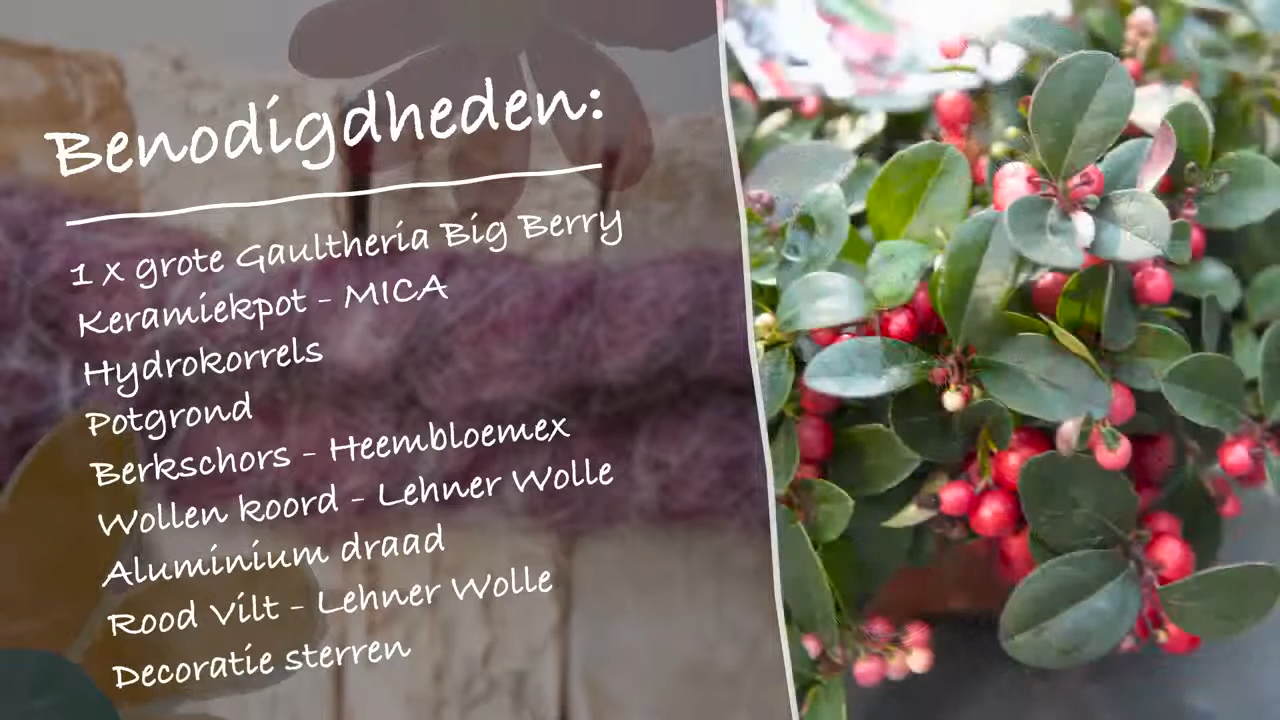 Benodigdheden:
1 x grote Gaultheria Big Berry
Keramiekpot - MICA
Hydrokorrels
Potgrond
Berkschors - Heembloemex
Wollen koord - Lehner Wolle
Aluminium draad
Rood Vilt - Lehner Wolle
Decoratie sterren